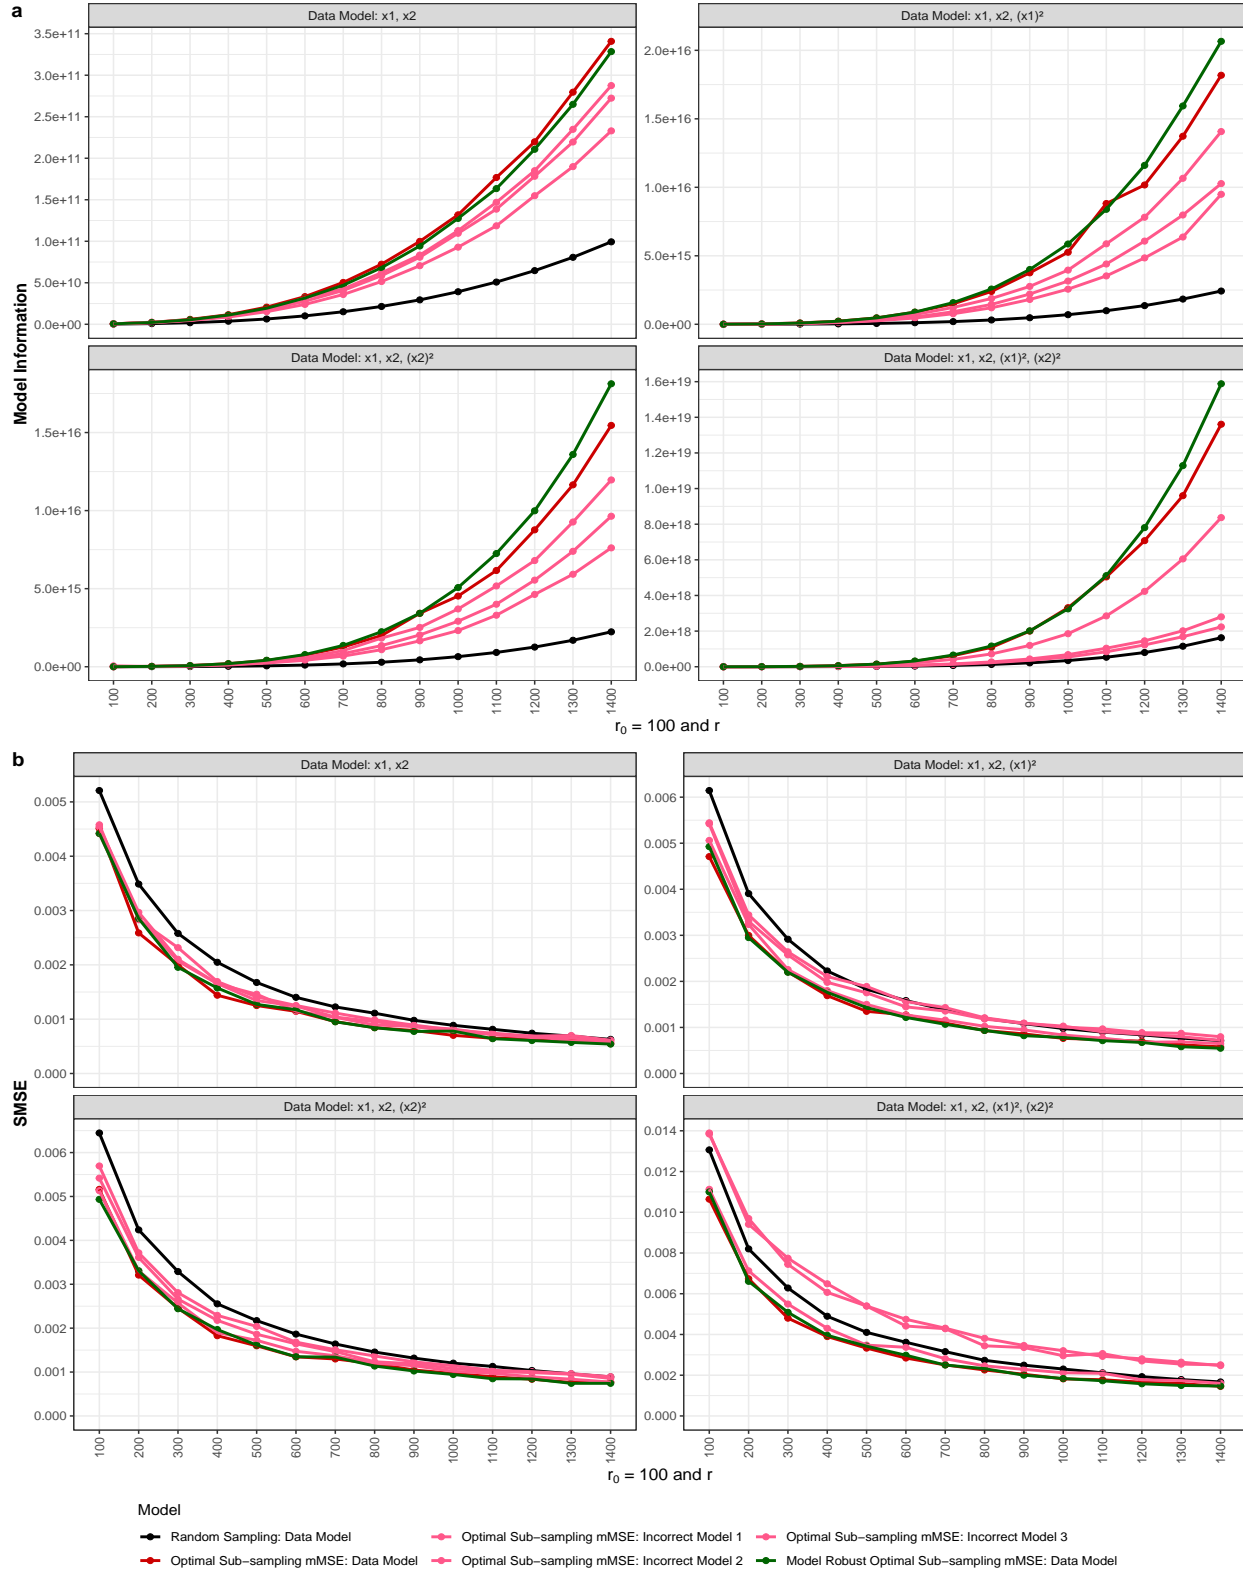 a
Data Model: x1, x2
Data Model: x1, x2, (x1)²
3.5e+11
3.0e+11
2.5e+11
2.0e+11
1.5e+11
1.0e+11
5.0e+10
0.0e+00
2.0e+16
1.5e+16
1.0e+16
5.0e+15
0.0e+00
Model Information
Data Model: x1, x2, (x2)²
Data Model: x1, x2, (x1)², (x2)²
1.5e+16
1.0e+16
5.0e+15
0.0e+00
1.6e+19
1.4e+19
1.2e+19
1.0e+19
8.0e+18
6.0e+18
4.0e+18
2.0e+18
0.0e+00
100 200 300 400 500 600 700 800 900 1000 1100 1200 1300 1400
100 200 300 400 500 600 700 800 900 1000 1100 1200 1300 1400
r₀ = 100 and r
b
Data Model: x1, x2
Data Model: x1, x2, (x1)²
0.005
0.004
0.003
0.002
0.001
0.000
0.006
0.005
0.004
0.003
0.002
0.001
0.000
SMSE
Data Model: x1, x2, (x2)²
Data Model: x1, x2, (x1)², (x2)²
0.006
0.005
0.004
0.003
0.002
0.001
0.000
0.014
0.012
0.010
0.008
0.006
0.004
0.002
0.000
100 200 300 400 500 600 700 800 900 1000 1100 1200 1300 1400
100 200 300 400 500 600 700 800 900 1000 1100 1200 1300 1400
r₀ = 100 and r
Model
Random Sampling: Data Model
Optimal Sub−sampling mMSE: Incorrect Model 1
Optimal Sub−sampling mMSE: Incorrect Model 3
Optimal Sub−sampling mMSE: Data Model
Optimal Sub−sampling mMSE: Incorrect Model 2
Model Robust Optimal Sub−sampling mMSE: Data Model